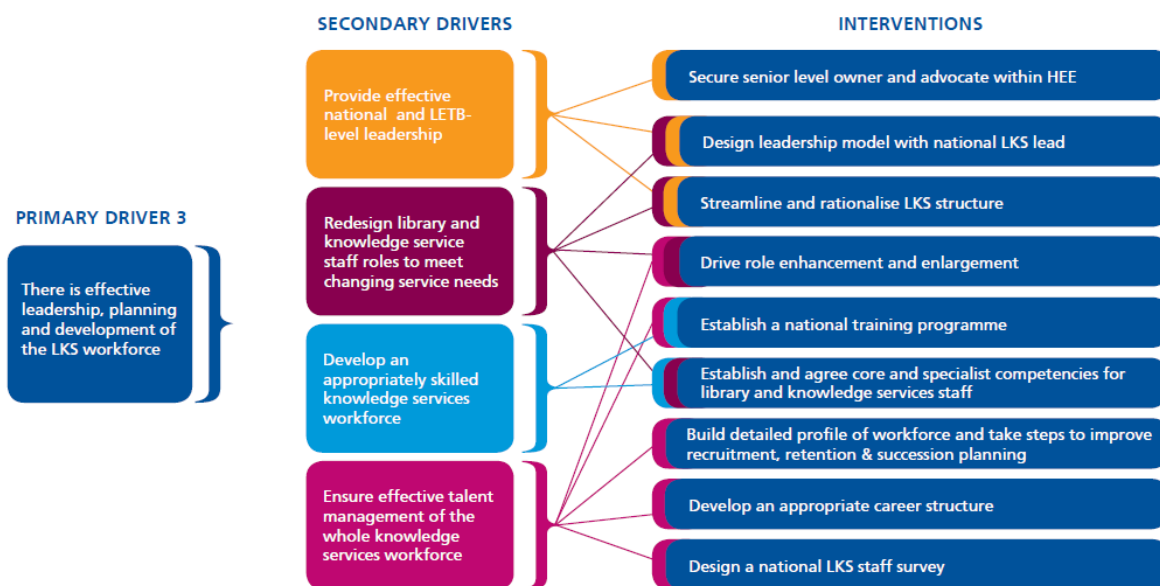 SECONDARY DRIVERS
INTERVENTIONS
PRIMARY DRIVER 3
There is effective
leadership, planning
and development of
the LKS workforce
Provide effective
national and LETB-
level leadership
Redesign library and
knowledge service
staff roles to meet
changing service needs
Develop an
appropriately skilled
knowledge services
workforce
Ensure effective talent
management of the
whole knowledge
services workforce
Secure senior level owner and advocate within HEE
Design leadership model with national LKS lead
Streamline and rationalise LKS structure
Drive role enhancement and enlargement
Establish a national training programme
Establish and agree core and specialist competencies for
library and knowledge services staff
Build detailed profile of workforce and take steps to improve
recruitment, retention & succession planning
Develop an appropriate career structure
Design a national LKS staff survey